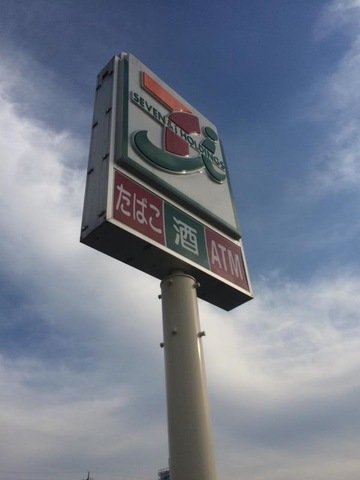 SEVEN & i HOLDINGS
たばこ 酒 ATM